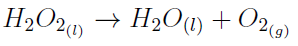 H₂O₂₍ₗ₎ → H₂O₍ₗ₎ + O₂₍g₎